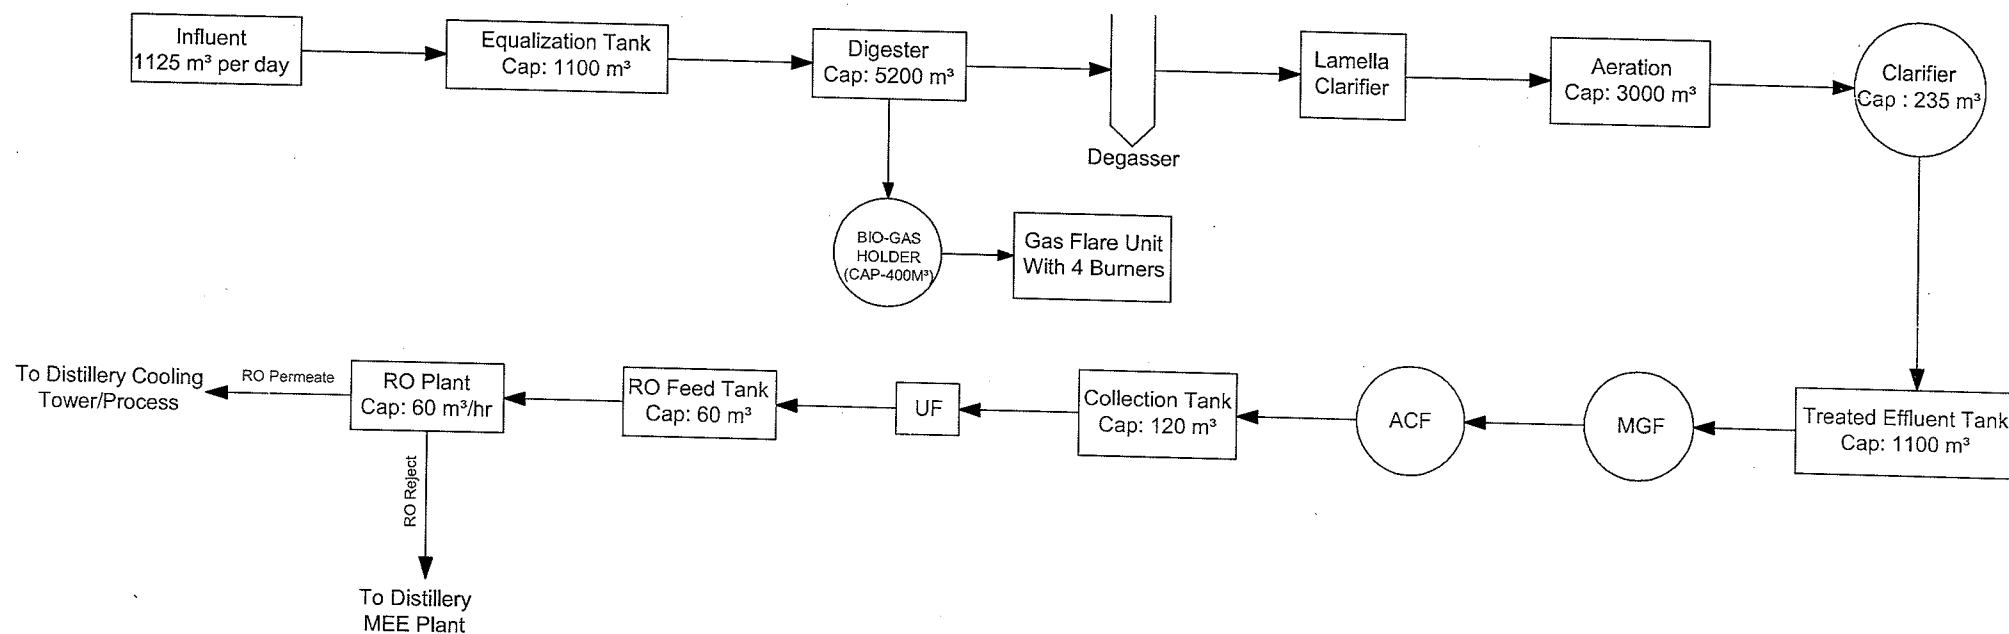 Influent
1125 m³ per day
Equalization Tank
Cap: 1100 m³
Digester
Cap: 5200 m³
Degasser
Lamella
Clarifier
Aeration
Cap: 3000 m³
Clarifier
Cap : 235 m³
BIO-GAS
HOLDER
(CAP-400M³)
Gas Flare Unit
With 4 Burners
To Distillery Cooling
Tower/Process
RO Permeate
RO Plant
Cap: 60 m³/hr
RO Feed Tank
Cap: 60 m³
UF
Collection Tank
Cap: 120 m³
ACF
MGF
Treated Effluent Tank
Cap: 1100 m³
RO Reject
To Distillery
MEE Plant